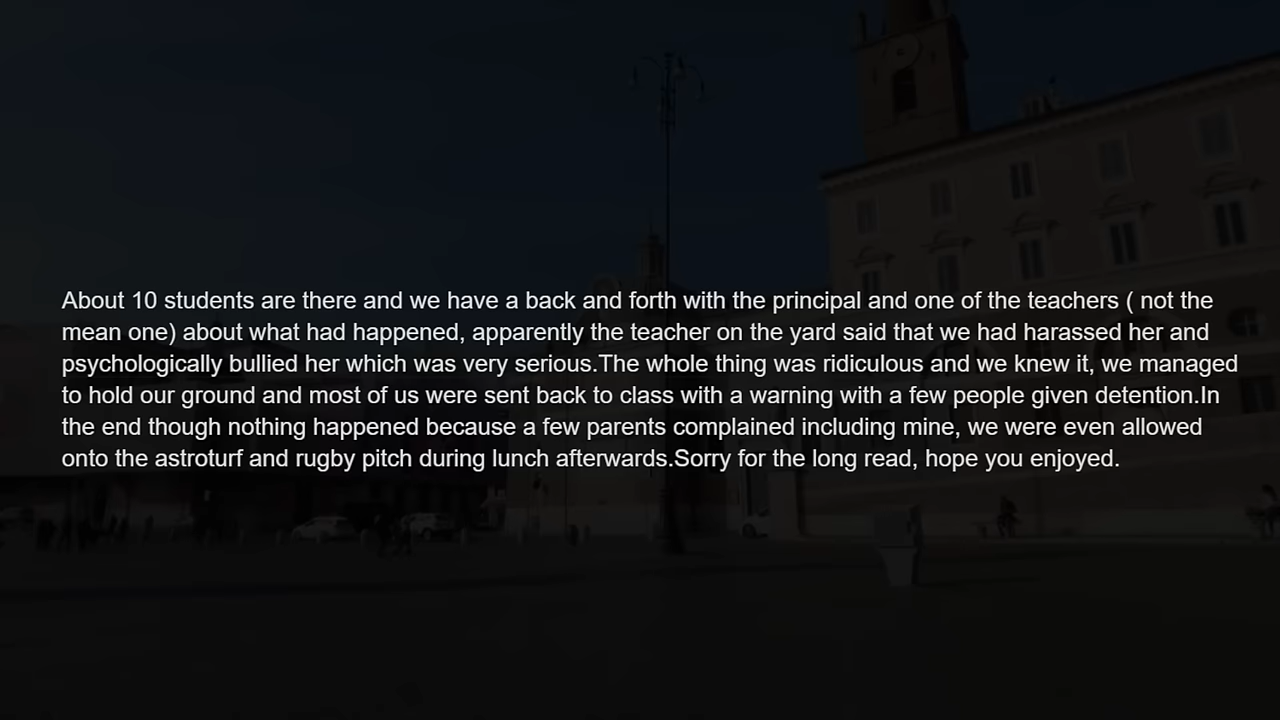 About 10 students are there and we have a back and forth with the principal and one of the teachers ( not the
mean one) about what had happened, apparently the teacher on the yard said that we had harassed her and
psychologically bullied her which was very serious.The whole thing was ridiculous and we knew it, we managed
to hold our ground and most of us were sent back to class with a warning with a few people given detention.In
the end though nothing happened because a few parents complained including mine, we were even allowed
onto the astroturf and rugby pitch during lunch afterwards.Sorry for the long read, hope you enjoyed.